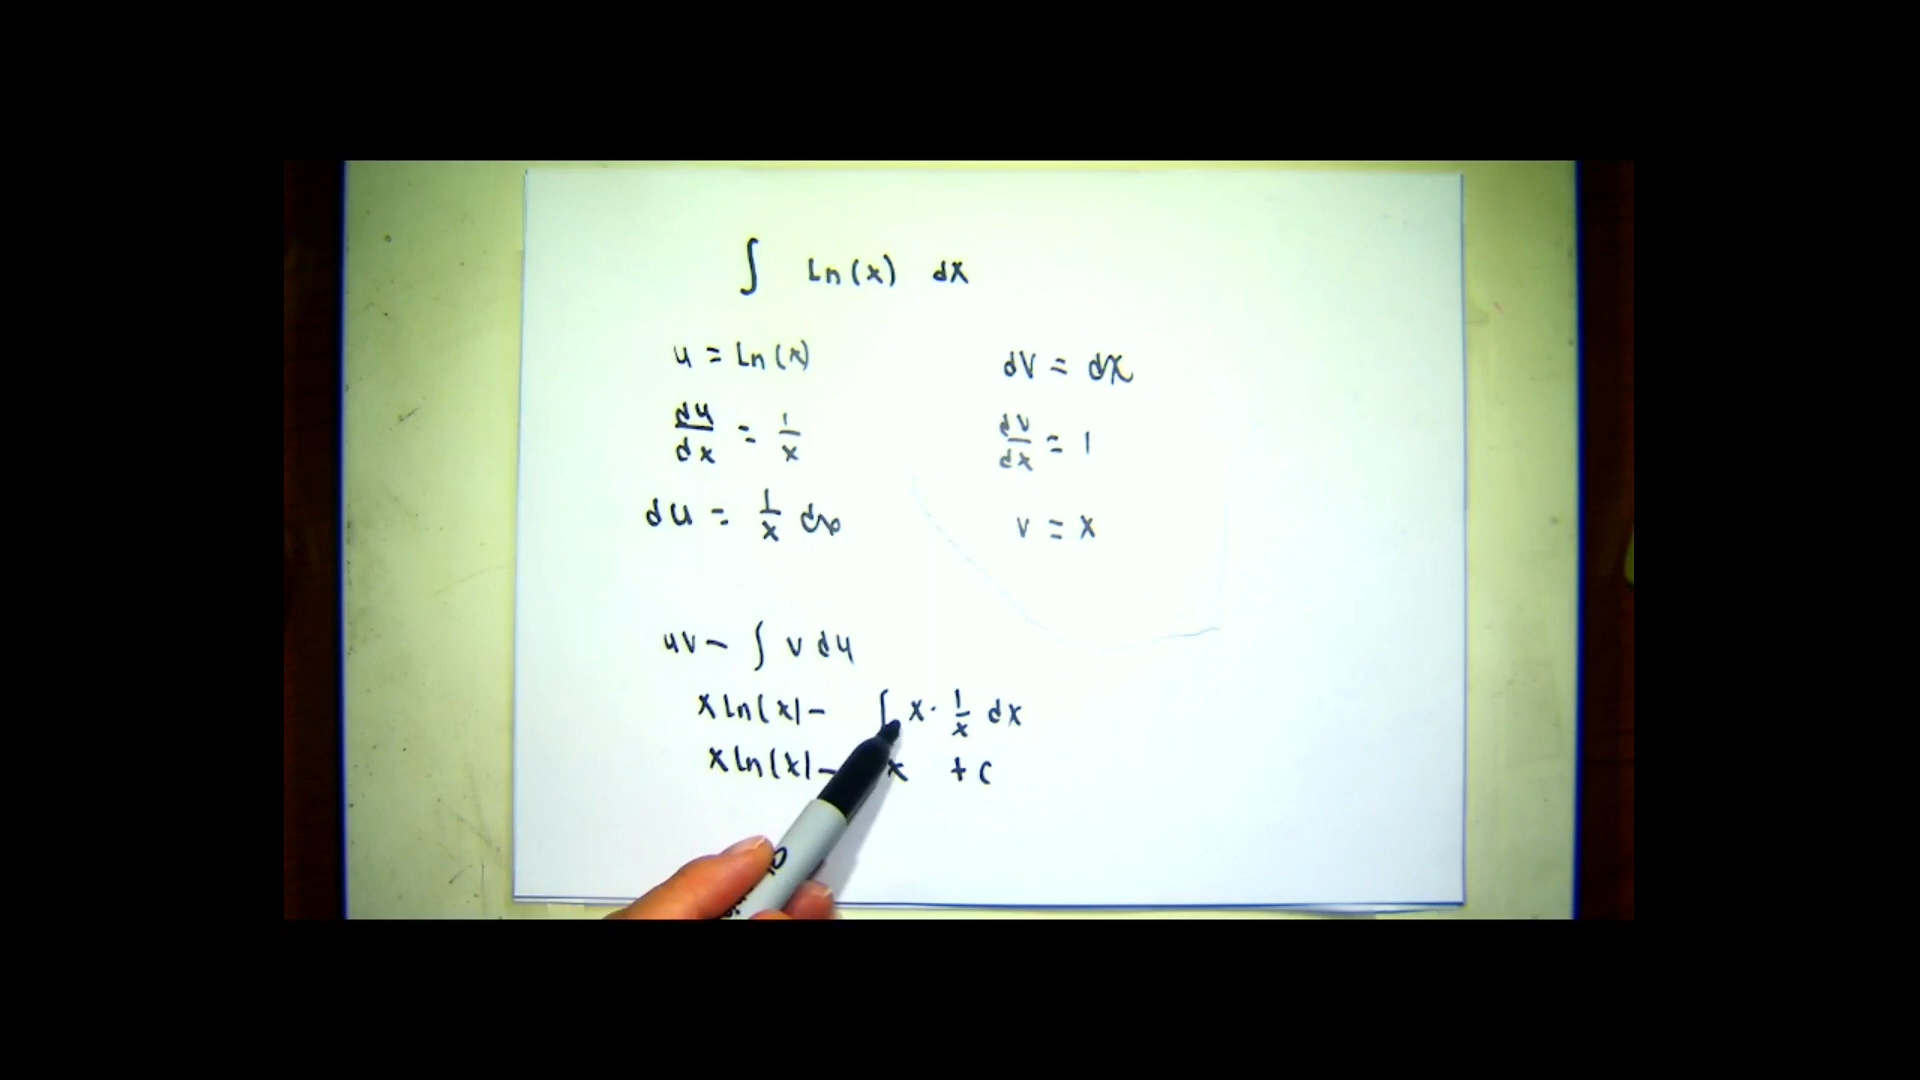 ∫ Ln(x) dx
u = Ln(x) dv = dx
du/dx = 1/x dv/dx = 1
du = 1/x dx v = x
uv - ∫ v du
x Ln(x) - ∫ x · 1/x dx
x Ln(x) - x + c